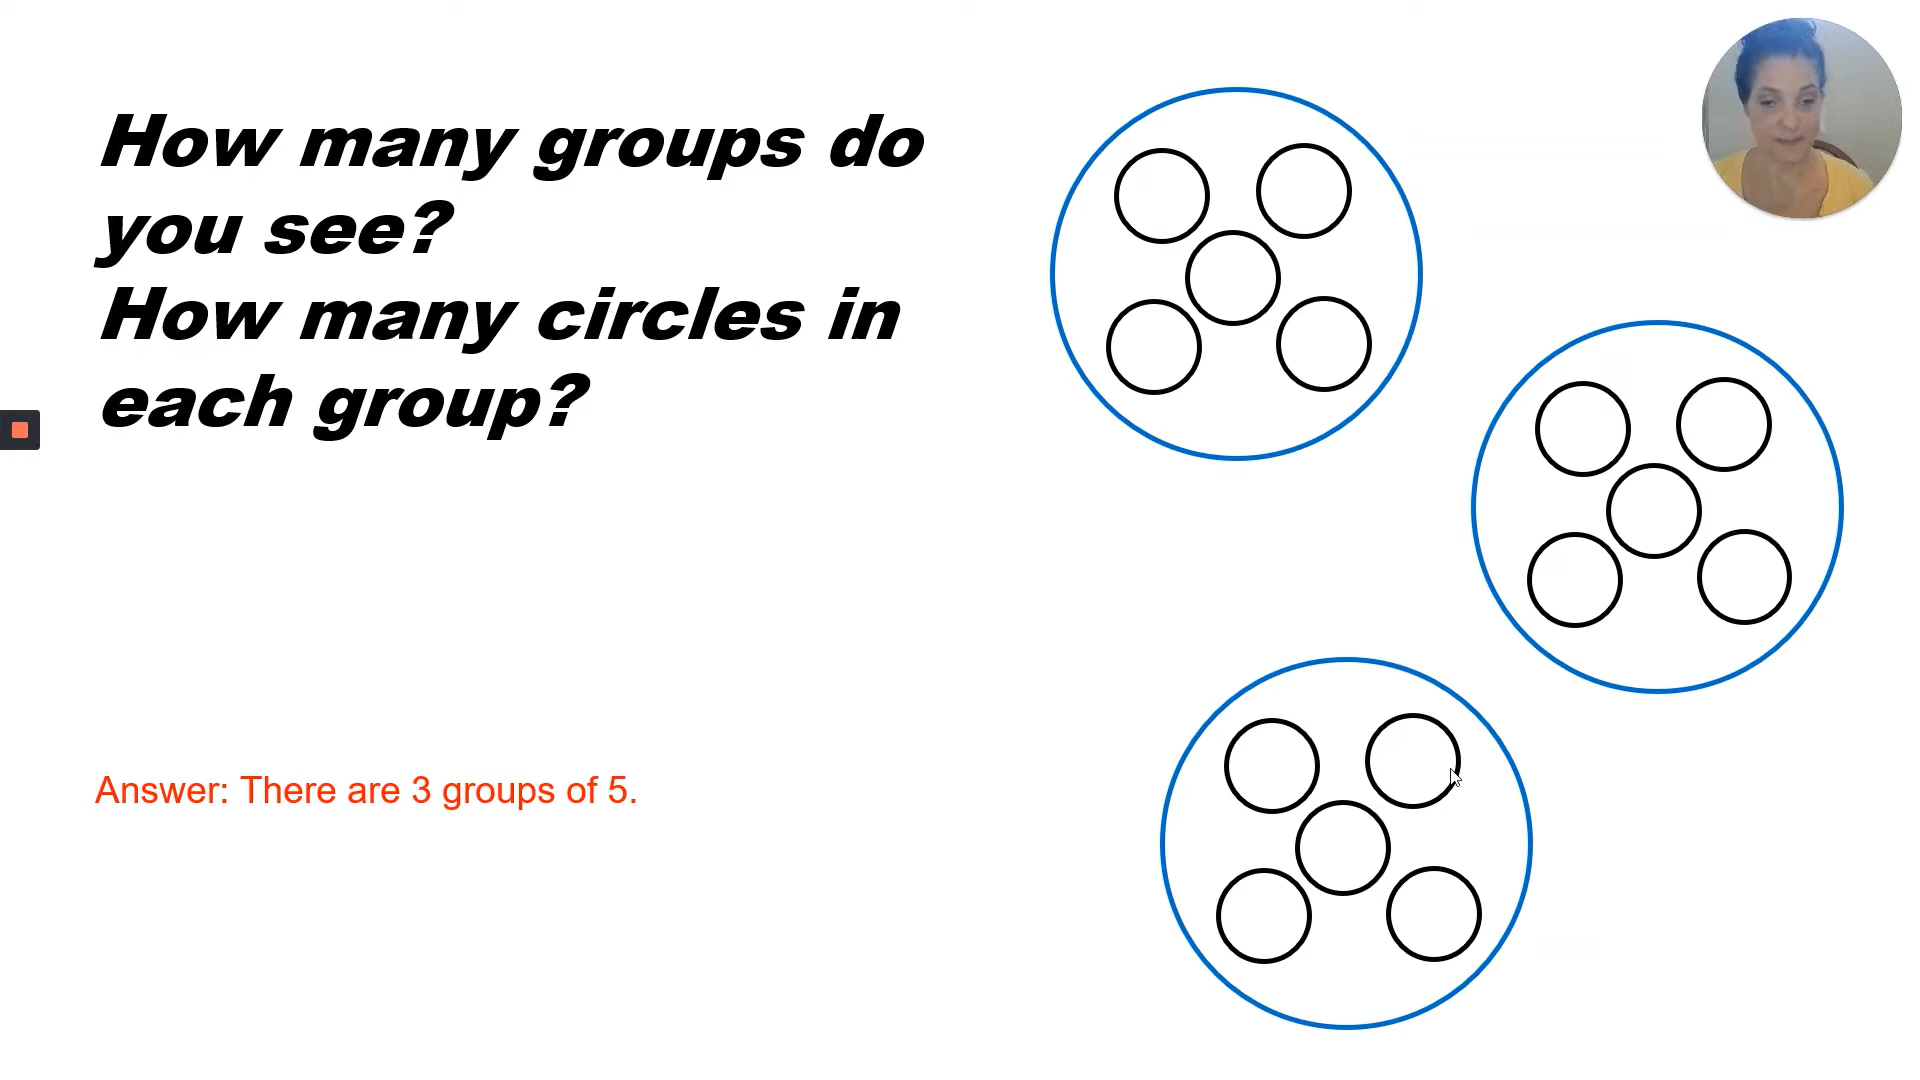 How many groups do
you see?
How many circles in
each group?
Answer: There are 3 groups of 5.